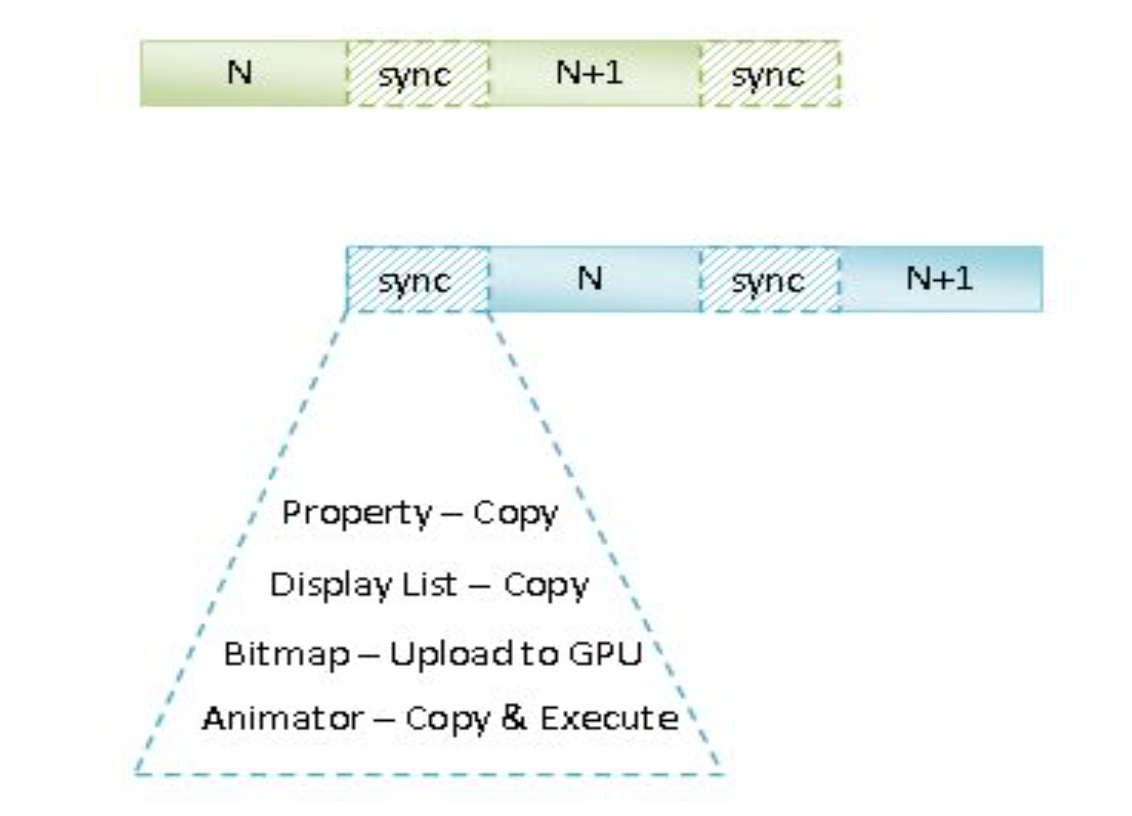 N sync N+1 sync
sync N sync N+1
Property – Copy
Display List – Copy
Bitmap – Upload to GPU
Animator – Copy & Execute